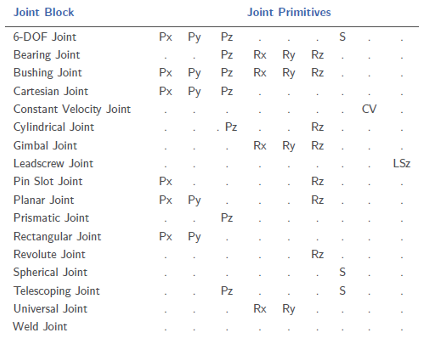 Joint Block Joint Primitives
6-DOF Joint Px Py Pz . . . S . .
Bearing Joint . . Pz Rx Ry Rz . . .
Bushing Joint Px Py Pz Rx Ry Rz . . .
Cartesian Joint Px Py Pz . . . . . .
Constant Velocity Joint . . . . . . . CV .
Cylindrical Joint . . . Pz . . Rz . . .
Gimbal Joint . . . Rx Ry Rz . . .
Leadscrew Joint . . . . . . . . LSz
Pin Slot Joint Px . . . . Rz . . .
Planar Joint Px Py . . . Rz . . .
Prismatic Joint . . Pz . . . . . .
Rectangular Joint Px Py . . . . . . .
Revolute Joint . . . . . Rz . . .
Spherical Joint . . . . . . S . .
Telescoping Joint . . Pz . . . S . .
Universal Joint . . . Rx Ry . . . .
Weld Joint . . . . . . . . .